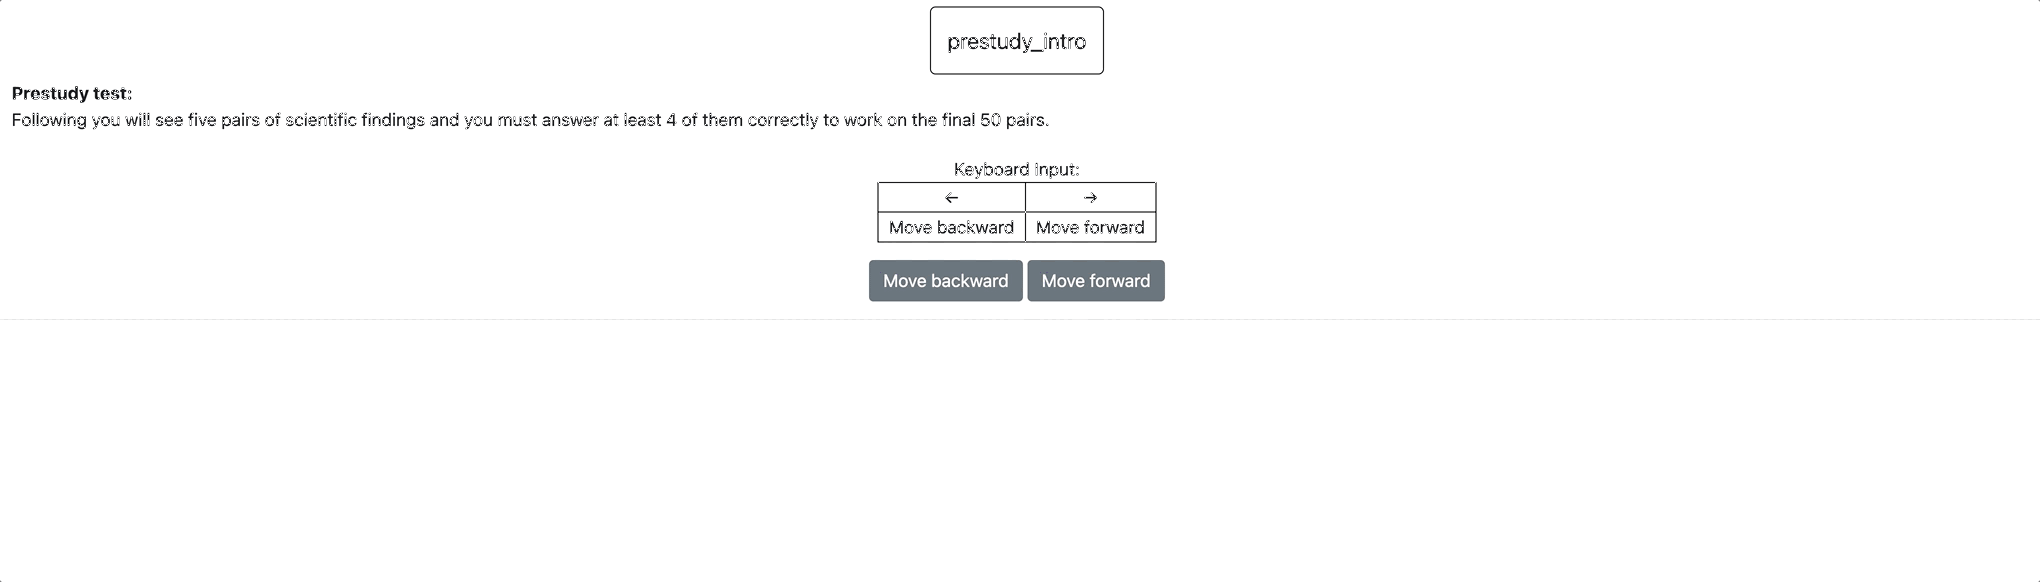 prestudy_intro
Prestudy test:
Following you will see five pairs of scientific findings and you must answer at least 4 of them correctly to work on the final 50 pairs.
Keyboard input:
← →
Move backward Move forward
Move backward Move forward